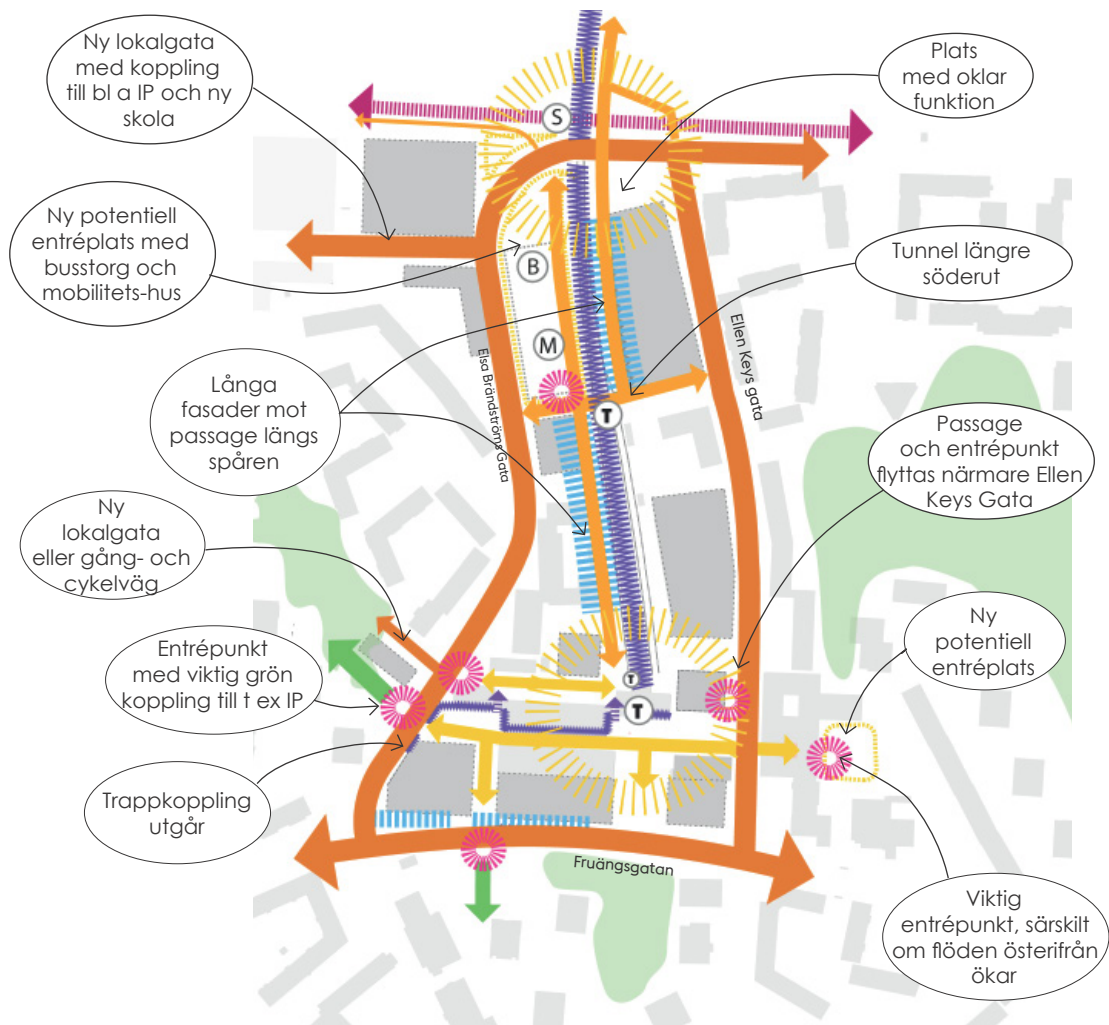 Ny lokalgata
med koppling
till bl a IP och ny
skola
Plats
med oklar
funktion
S
Ny potentiell
entréplats med
busstorg och
mobilitets-hus
B
Tunnel längre
söderut
M
Ellen Keys gata
Elsa Brändströms Gata
Långa
fasader mot
passage längs
spåren
T
Passage
och entrépunkt
flyttas närmare Ellen
Keys Gata
Ny
lokalgata
eller gång- och
cykelväg
Ny
potentiell
entréplats
Entrépunkt
med viktig grön
koppling till t ex IP
T
T
Trappkoppling
utgår
Fruängsgatan
Viktig
entrépunkt, särskilt
om flöden österifrån
ökar